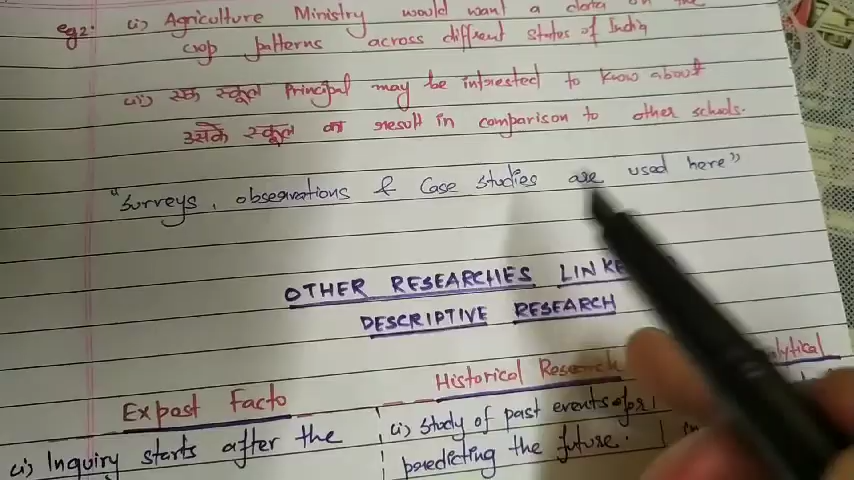 eg2. (i) Agriculture Ministry would want a data on the
crop patterns across different states of India
(ii) एक स्कूल Principal may be interested to know about
उसके स्कूल का result in comparison to other schools.
"Surveys, observations & Case studies are used here"
OTHER RESEARCHES LINKE
DESCRIPTIVE RESEARCH
Expost Facto Historical Research lytical
(i) Inquiry starts after the (i) Study of past events for
predicting the future.